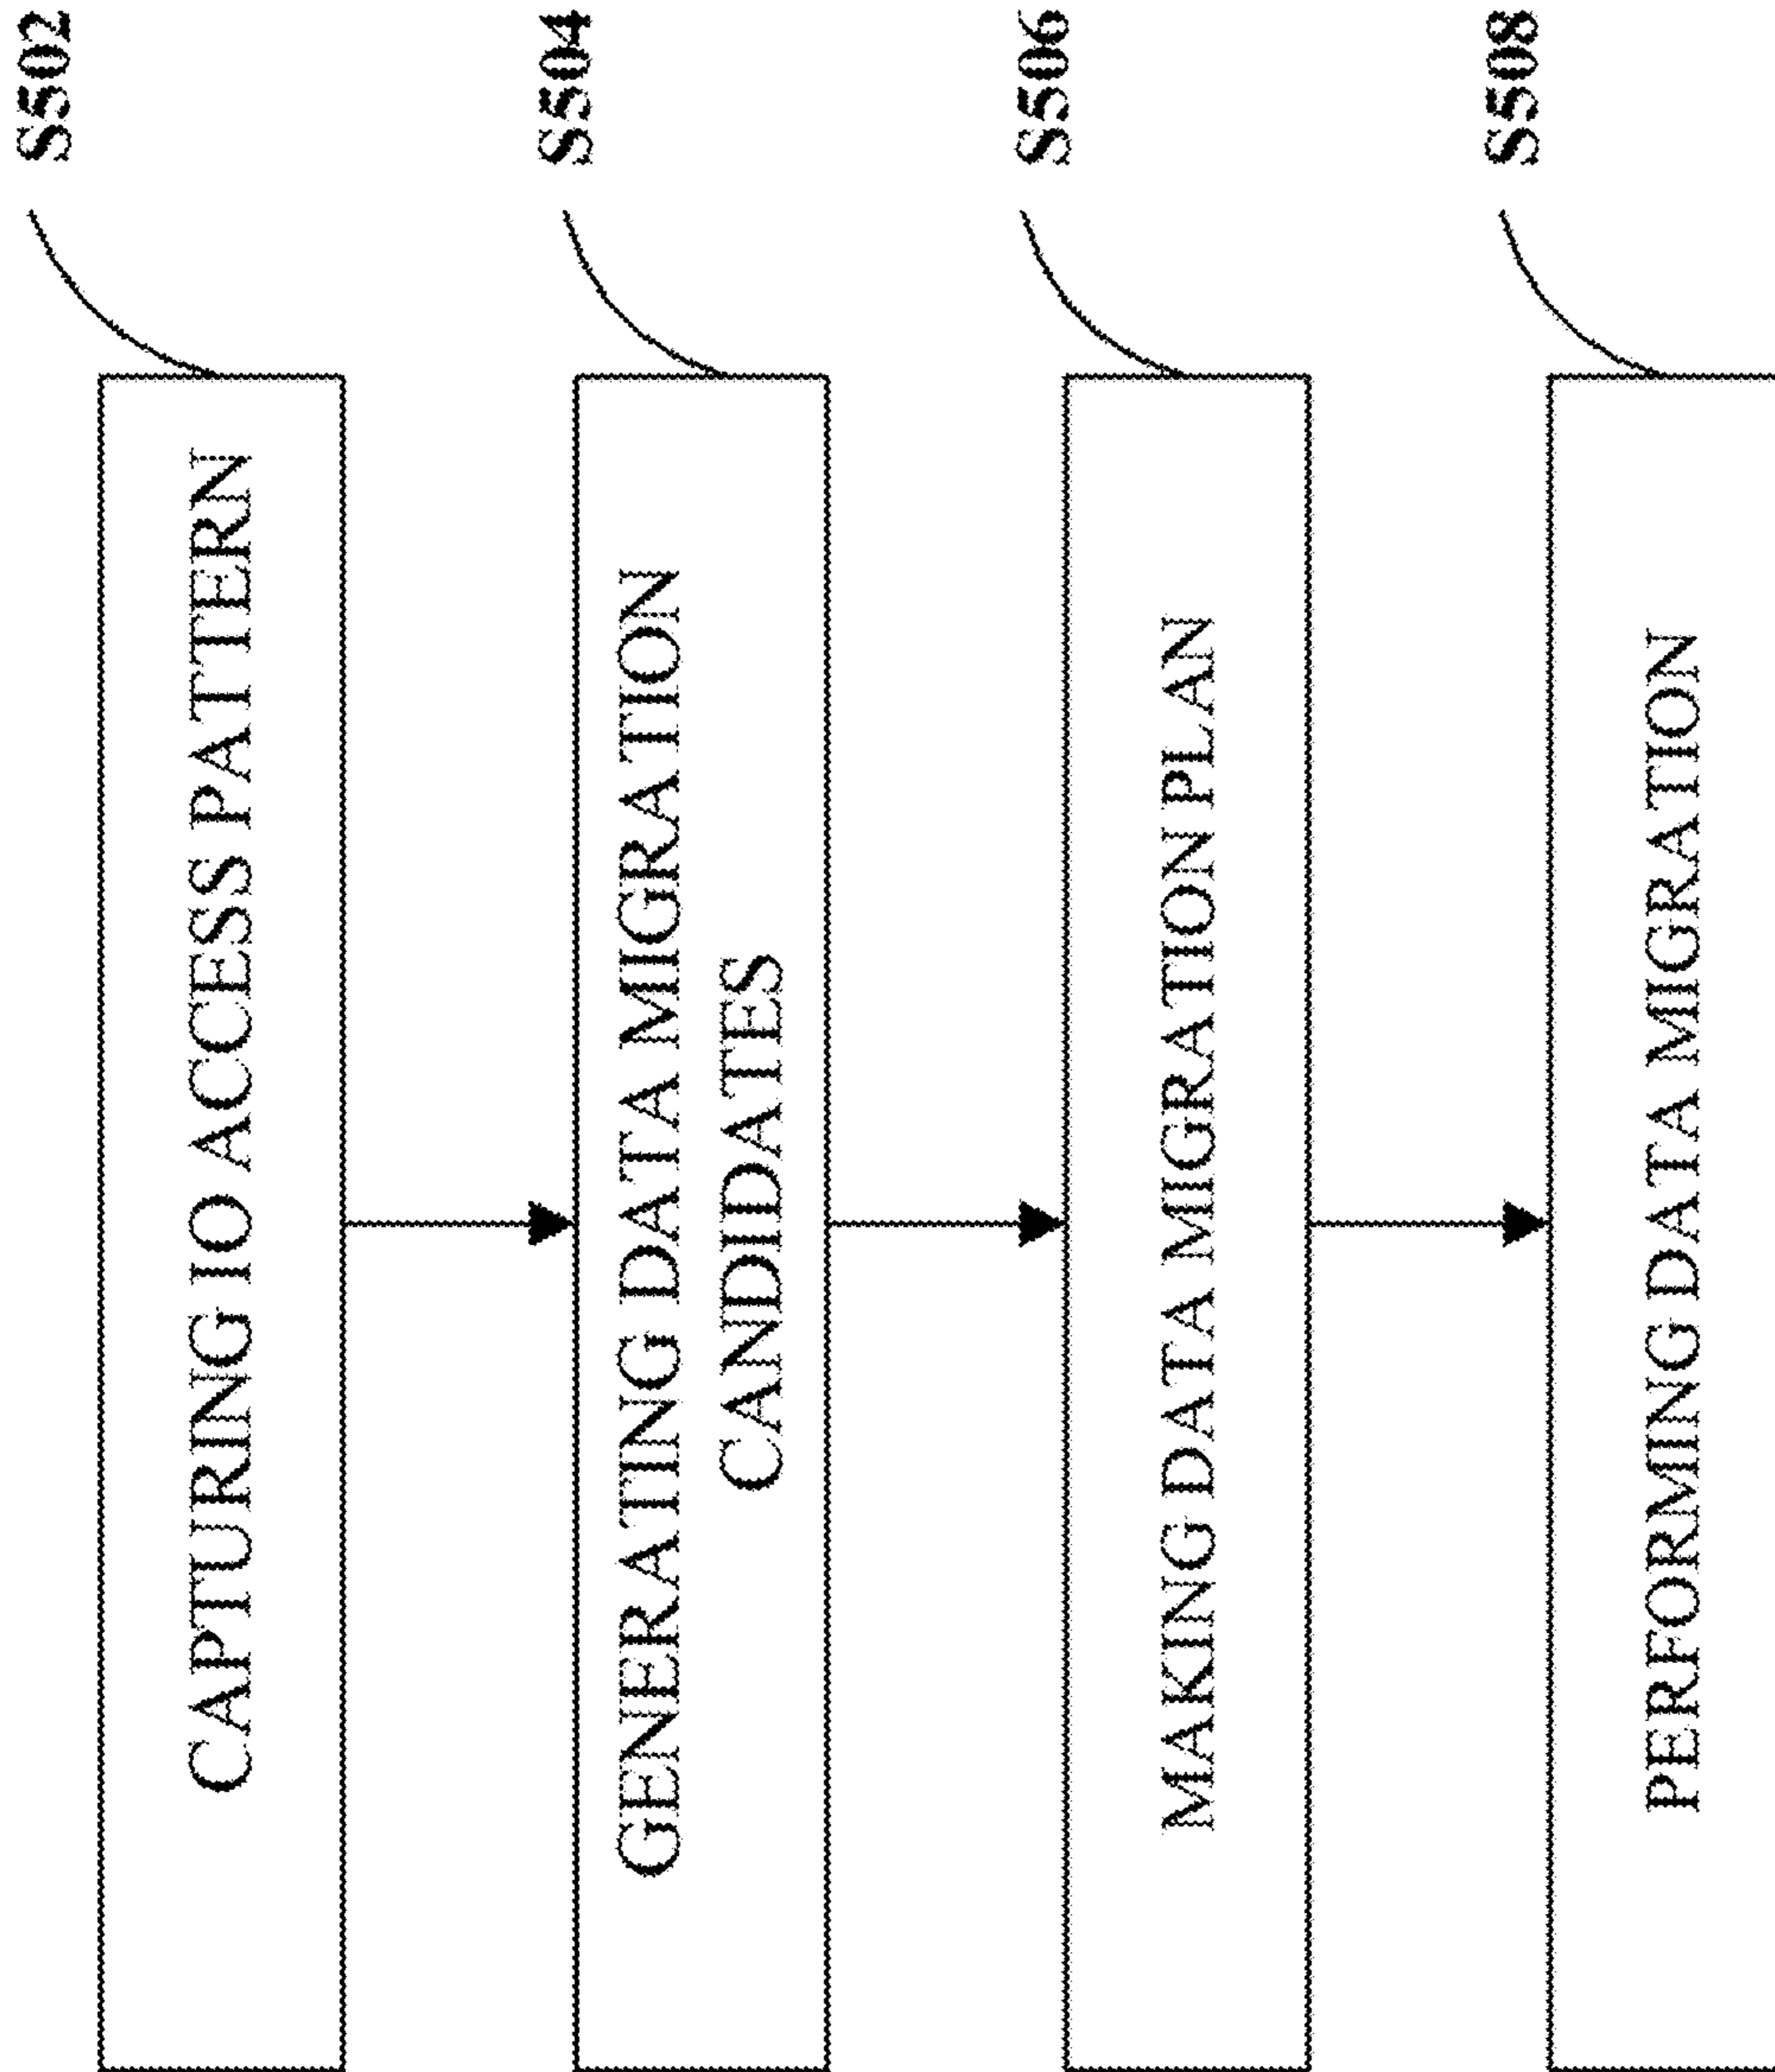 S502
CAPTURING IO ACCESS PATTERN
S504
GENERATING DATA MIGRATION
CANDIDATES
S506
MAKING DATA MIGRATION PLAN
S508
PERFORMING DATA MIGRATION